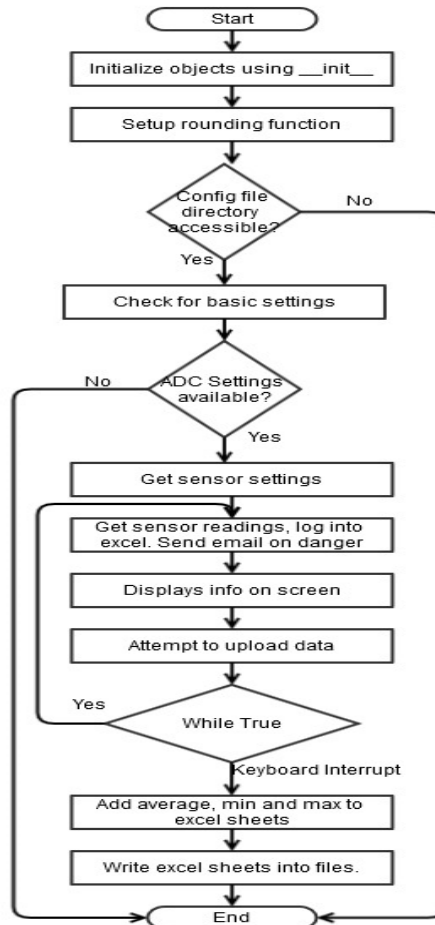 Start
Initialize objects using __init__
Setup rounding function
Config file
directory
accessible?
No
Yes
Check for basic settings
No
ADC Settings
available?
Yes
Get sensor settings
Get sensor readings, log into
excel. Send email on danger
Displays info on screen
Attempt to upload data
Yes
While True
Keyboard Interrupt
Add average, min and max to
excel sheets
Write excel sheets into files.
End